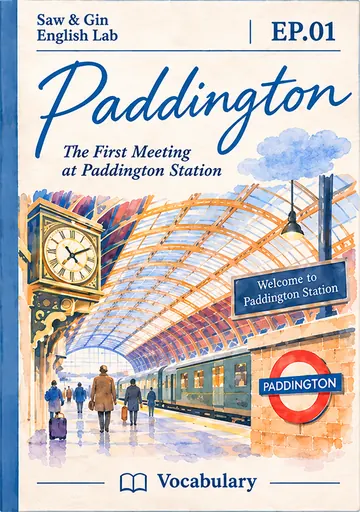 Saw & Gin
English Lab
EP.01
Paddington
The First Meeting
at Paddington Station
Welcome to
Paddington Station
PADDINGTON
Vocabulary